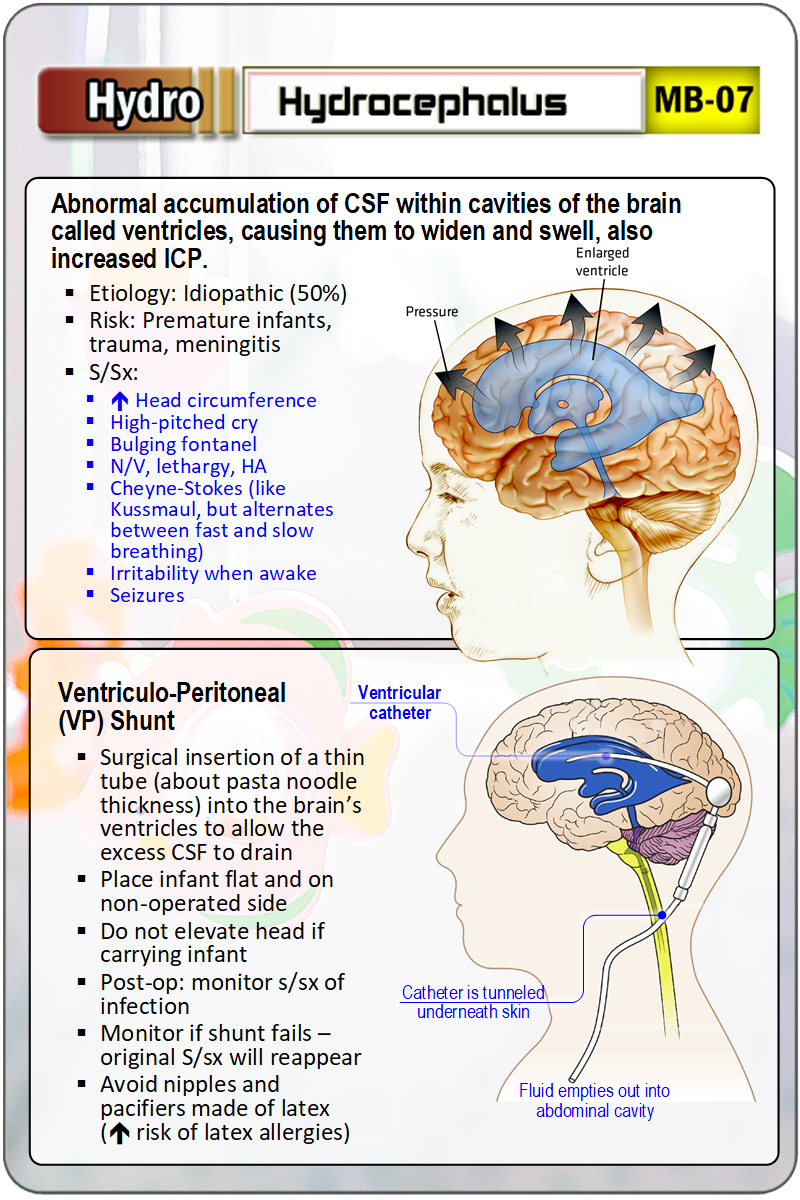 Hydro
Hydrocephalus
MB-07
Abnormal accumulation of CSF within cavities of the brain
called ventricles, causing them to widen and swell, also
increased ICP.
▪ Etiology: Idiopathic (50%)
▪ Risk: Premature infants,
trauma, meningitis
▪ S/Sx:
▪ 🡹 Head circumference
▪ High-pitched cry
▪ Bulging fontanel
▪ N/V, lethargy, HA
▪ Cheyne-Stokes (like
Kussmaul, but alternates
between fast and slow
breathing)
▪ Irritability when awake
▪ Seizures
Enlarged
ventricle
Pressure
Ventriculo-Peritoneal
(VP) Shunt
▪ Surgical insertion of a thin
tube (about pasta noodle
thickness) into the brain’s
ventricles to allow the
excess CSF to drain
▪ Place infant flat and on
non-operated side
▪ Do not elevate head if
carrying infant
▪ Post-op: monitor s/sx of
infection
▪ Monitor if shunt fails –
original S/sx will reappear
▪ Avoid nipples and
pacifiers made of latex
(🡹 risk of latex allergies)
Ventricular
catheter
Catheter is tunneled
underneath skin
Fluid empties out into
abdominal cavity